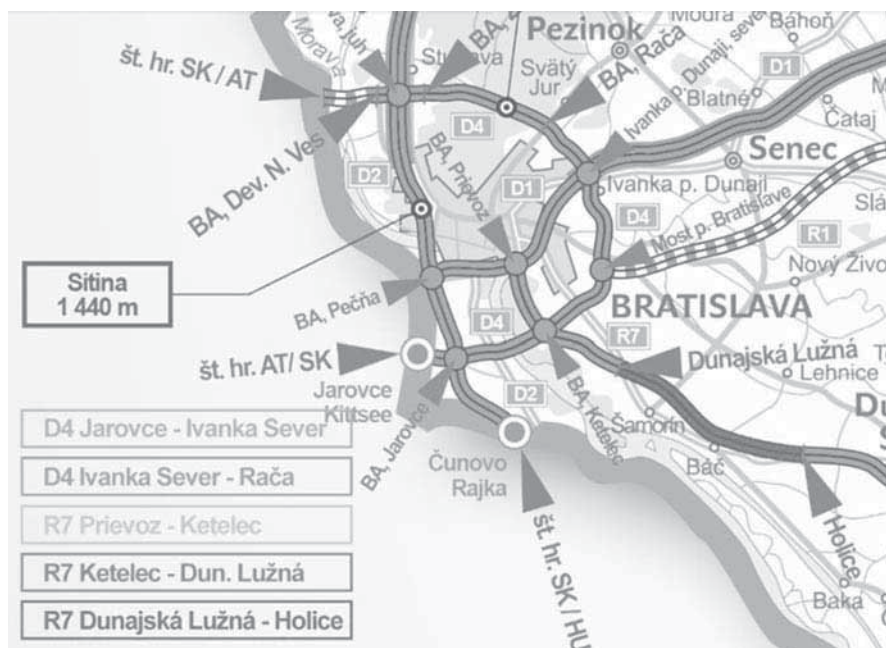 Pezinok
Modra
Báhoň
BA, Rača
Morava
Svätý
Jur
Ivanka p. Dunaji, sever
D1
Blatné
Čataj
št. hr. SK / AT
D4
Senec
BA, Dev. N. Ves
D2
BA, Prievoz
D1
Ivanka p. Dunaji
D4
Most p. Bratislave
R1
Sitina
1 440 m
Nový Živo
BA, Pečňa
BRATISLAVA
D4
R7
Dunajská Lužná
Lehnice
št. hr. AT/ SK
Jarovce
Kittsee
D2
BA, Ketelec
Šamorín
BA, Jarovce
Báč
Čunovo
Rajka
št. hr. SK / HU
Holice
Baka
D4 Jarovce - Ivanka Sever
D4 Ivanka Sever - Rača
R7 Prievoz - Ketelec
R7 Ketelec - Dun. Lužná
R7 Dunajská Lužná - Holice